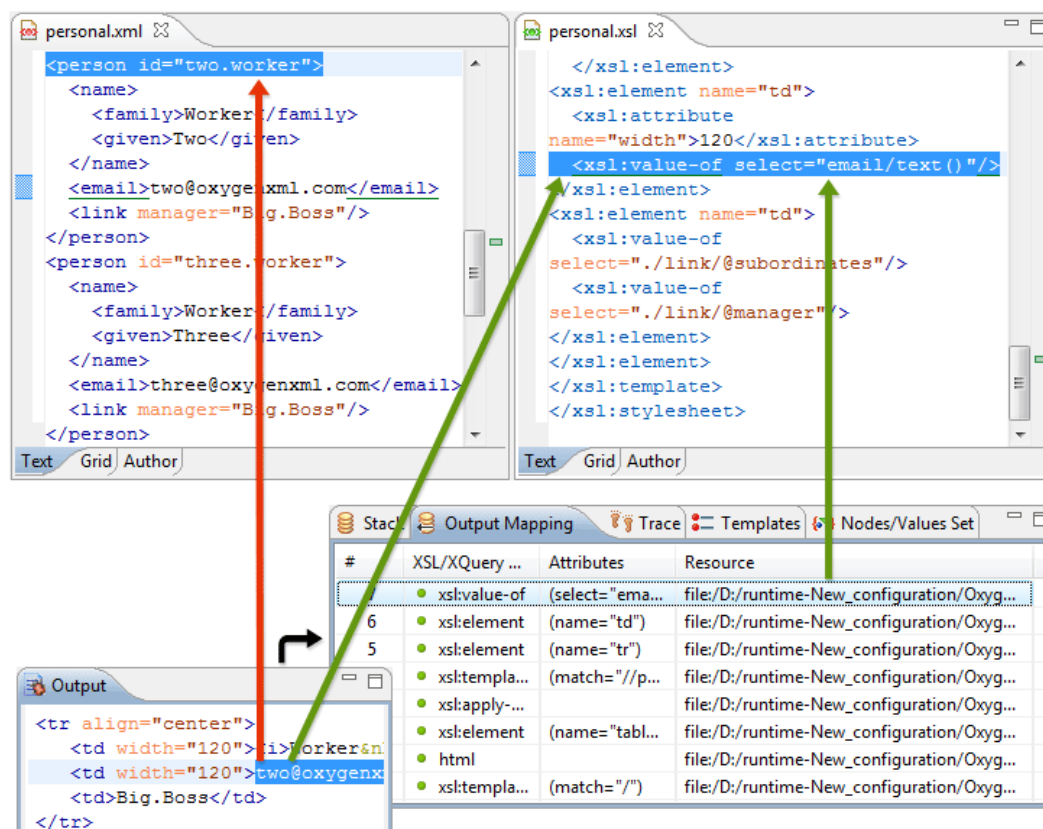 personal.xml
<person id="two.worker">
<name>
<family>Worker</family>
<given>Two</given>
</name>
<email>two@oxygenxml.com</email>
<link manager="Big.Boss"/>
</person>
<person id="three.worker">
<name>
<family>Worker</family>
<given>Three</given>
</name>
<email>three@oxygenxml.com</email>
<link manager="Big.Boss"/>
</person>
Text Grid Author
personal.xsl
</xsl:element>
<xsl:element name="td">
<xsl:attribute
name="width">120</xsl:attribute>
<xsl:value-of select="email/text()"/>
</xsl:element>
<xsl:element name="td">
<xsl:value-of
select="./link/@subordinates"/>
<xsl:value-of
select="./link/@manager"/>
</xsl:element>
</xsl:element>
</xsl:template>
</xsl:stylesheet>
Text Grid Author
Stack Output Mapping Trace Templates Nodes/Values Set
# XSL/XQuery ... Attributes Resource
7 xsl:value-of (select="ema... file:/D:/runtime-New_configuration/Oxyg...
6 xsl:element (name="td") file:/D:/runtime-New_configuration/Oxyg...
5 xsl:element (name="tr") file:/D:/runtime-New_configuration/Oxyg...
xsl:templa... (match="//p... file:/D:/runtime-New_configuration/Oxyg...
xsl:apply-... file:/D:/runtime-New_configuration/Oxyg...
xsl:element (name="tabl... file:/D:/runtime-New_configuration/Oxyg...
html file:/D:/runtime-New_configuration/Oxyg...
xsl:templa... (match="/") file:/D:/runtime-New_configuration/Oxyg...
Output
<tr align="center">
<td width="120"><i>Worker&n
<td width="120">two@oxygenx
<td>Big.Boss</td>
</tr>